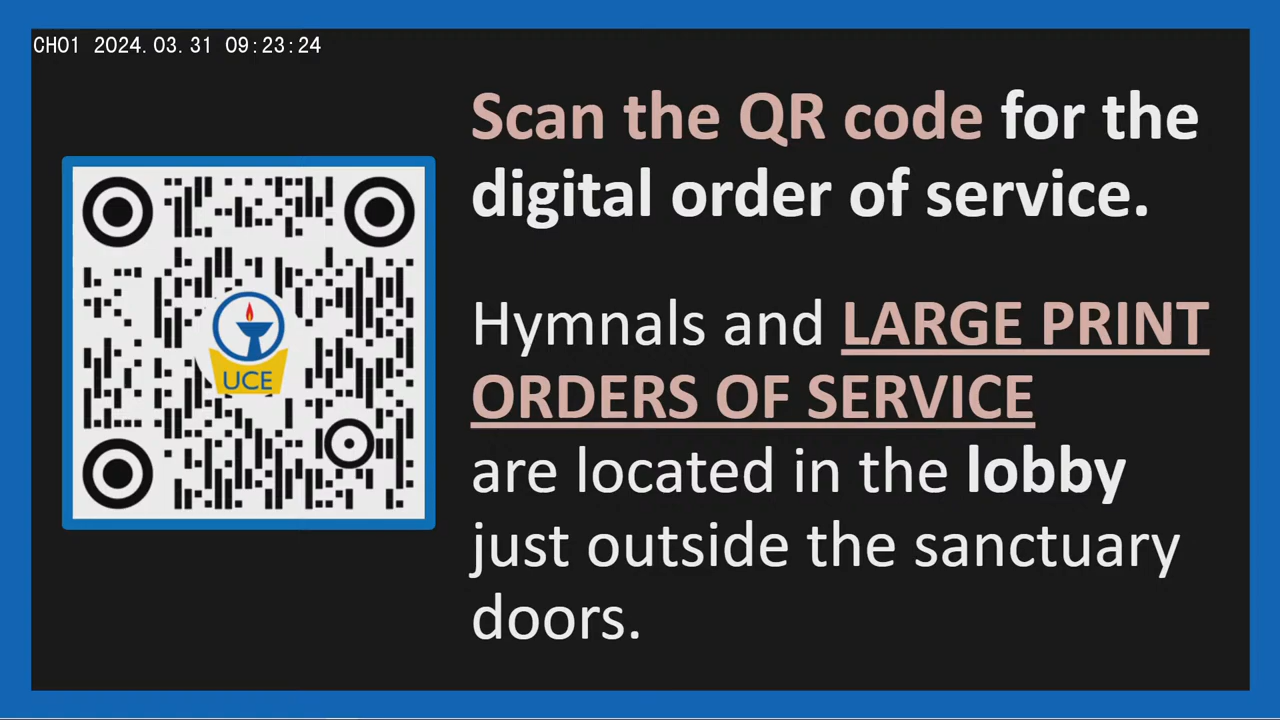 CH01 2024.03.31 09:23:24
Scan the QR code for the
digital order of service.
UCE
Hymnals and LARGE PRINT
ORDERS OF SERVICE
are located in the lobby
just outside the sanctuary
doors.